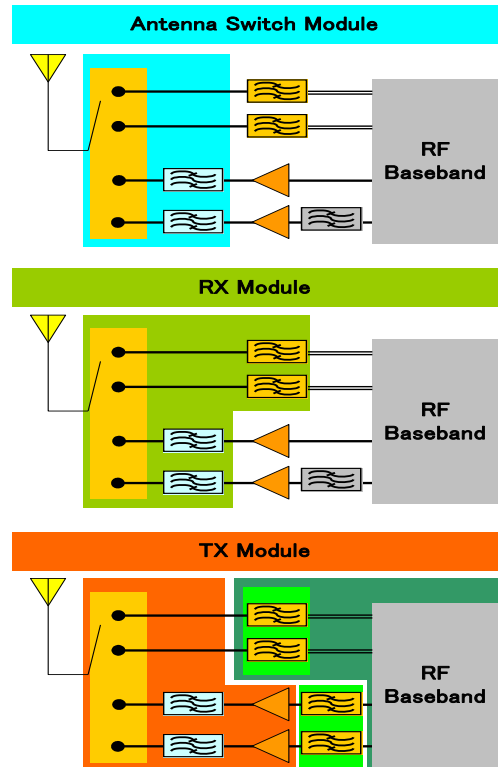 Antenna Switch Module
RF
Baseband
RX Module
RF
Baseband
TX Module
RF
Baseband